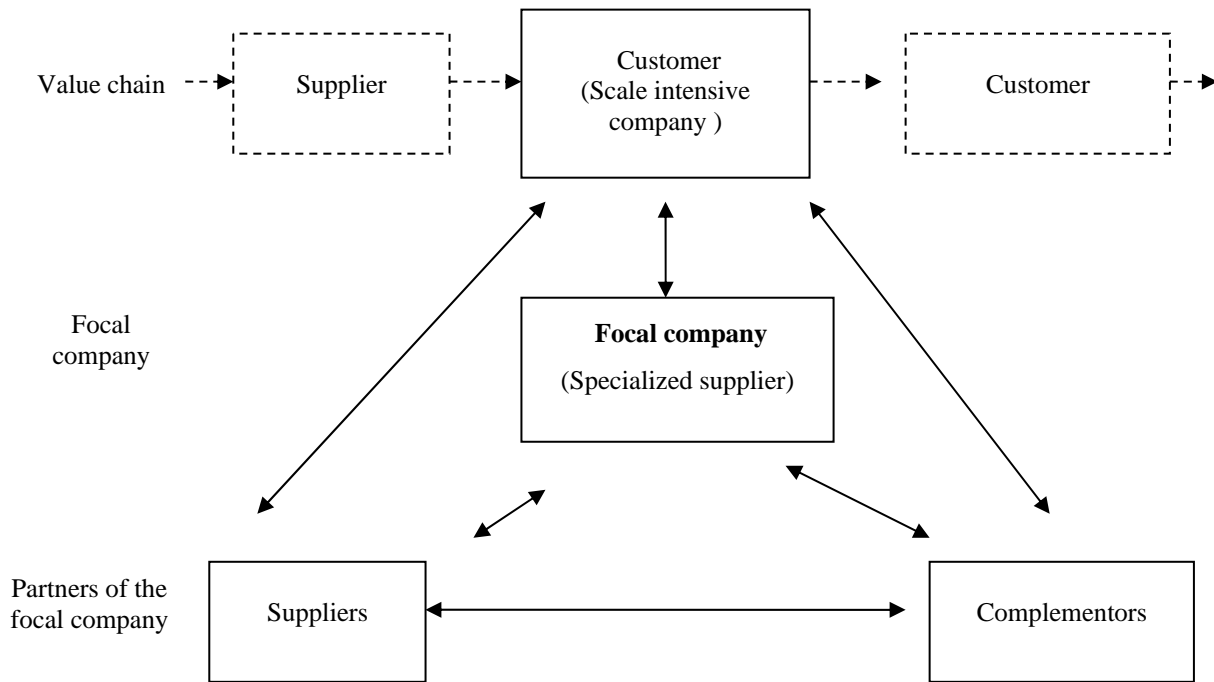 Value chain
Supplier
Customer
(Scale intensive
company )
Customer
Focal
company
Focal company
(Specialized supplier)
Partners of the
focal company
Suppliers
Complementors